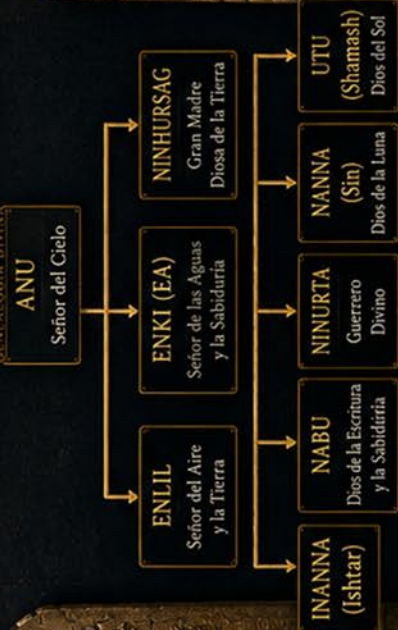 ANU
Señor del Cielo
ENLIL
Señor del Aire
y la Tierra
ENKI (EA)
Señor de las Aguas
y la Sabiduría
NINHURSAG
Gran Madre
Diosa de la Tierra
INANNA
(Ishtar)
NABU
Dios de la Escritura
y la Sabidírria
NINURTA
Guerrero
Divino
NANNA
(Sin)
Dios de la Luna
UTU
(Shamash)
Dios del Sol